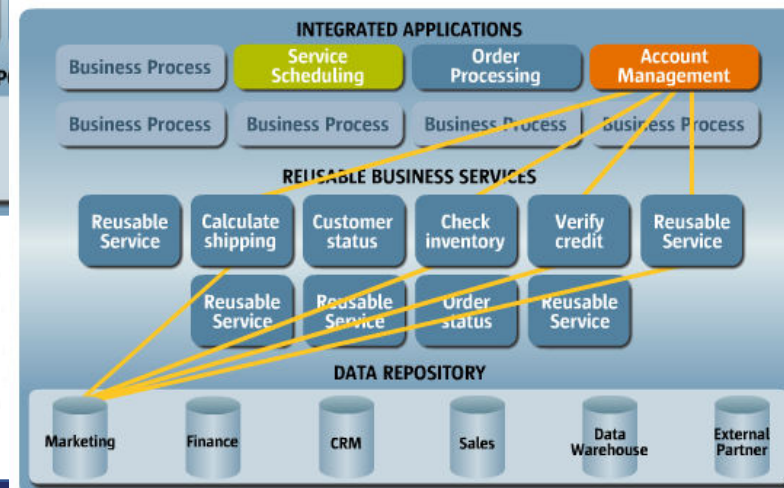 INTEGRATED APPLICATIONS
Business Process
Service
Scheduling
Order
Processing
Account
Management
Business Process
Business Process
Business Process
Business Process
REUSABLE BUSINESS SERVICES
Reusable
Service
Calculate
shipping
Customer
status
Check
inventory
Verify
credit
Reusable
Service
Reusable
Service
Reusable
Service
Order
status
Reusable
Service
DATA REPOSITORY
Marketing
Finance
CRM
Sales
Data
Warehouse
External
Partner